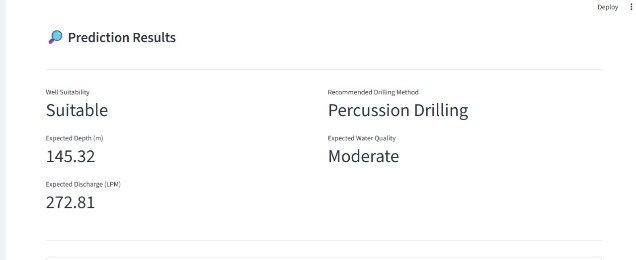 Deploy
Prediction Results
Well Suitability
Suitable
Recommended Drilling Method
Percussion Drilling
Expected Depth (m)
145.32
Expected Water Quality
Moderate
Expected Discharge (LPM)
272.81